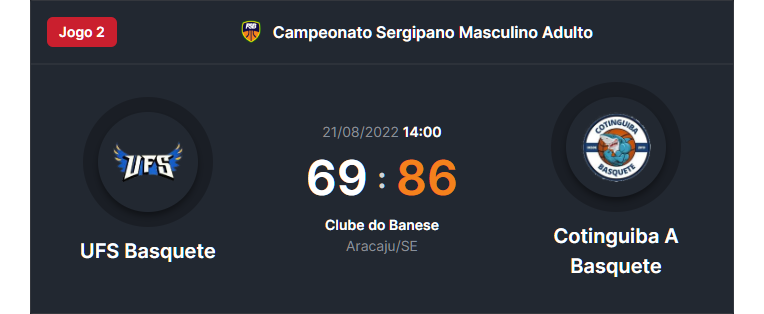 Jogo 2
FSB
Campeonato Sergipano Masculino Adulto
21/08/2022 14:00
69 : 86
Clube do Banese
Aracaju/SE
UFS
UFS Basquete
COTINGUIBA
BASQUETE
Cotinguiba A
Basquete